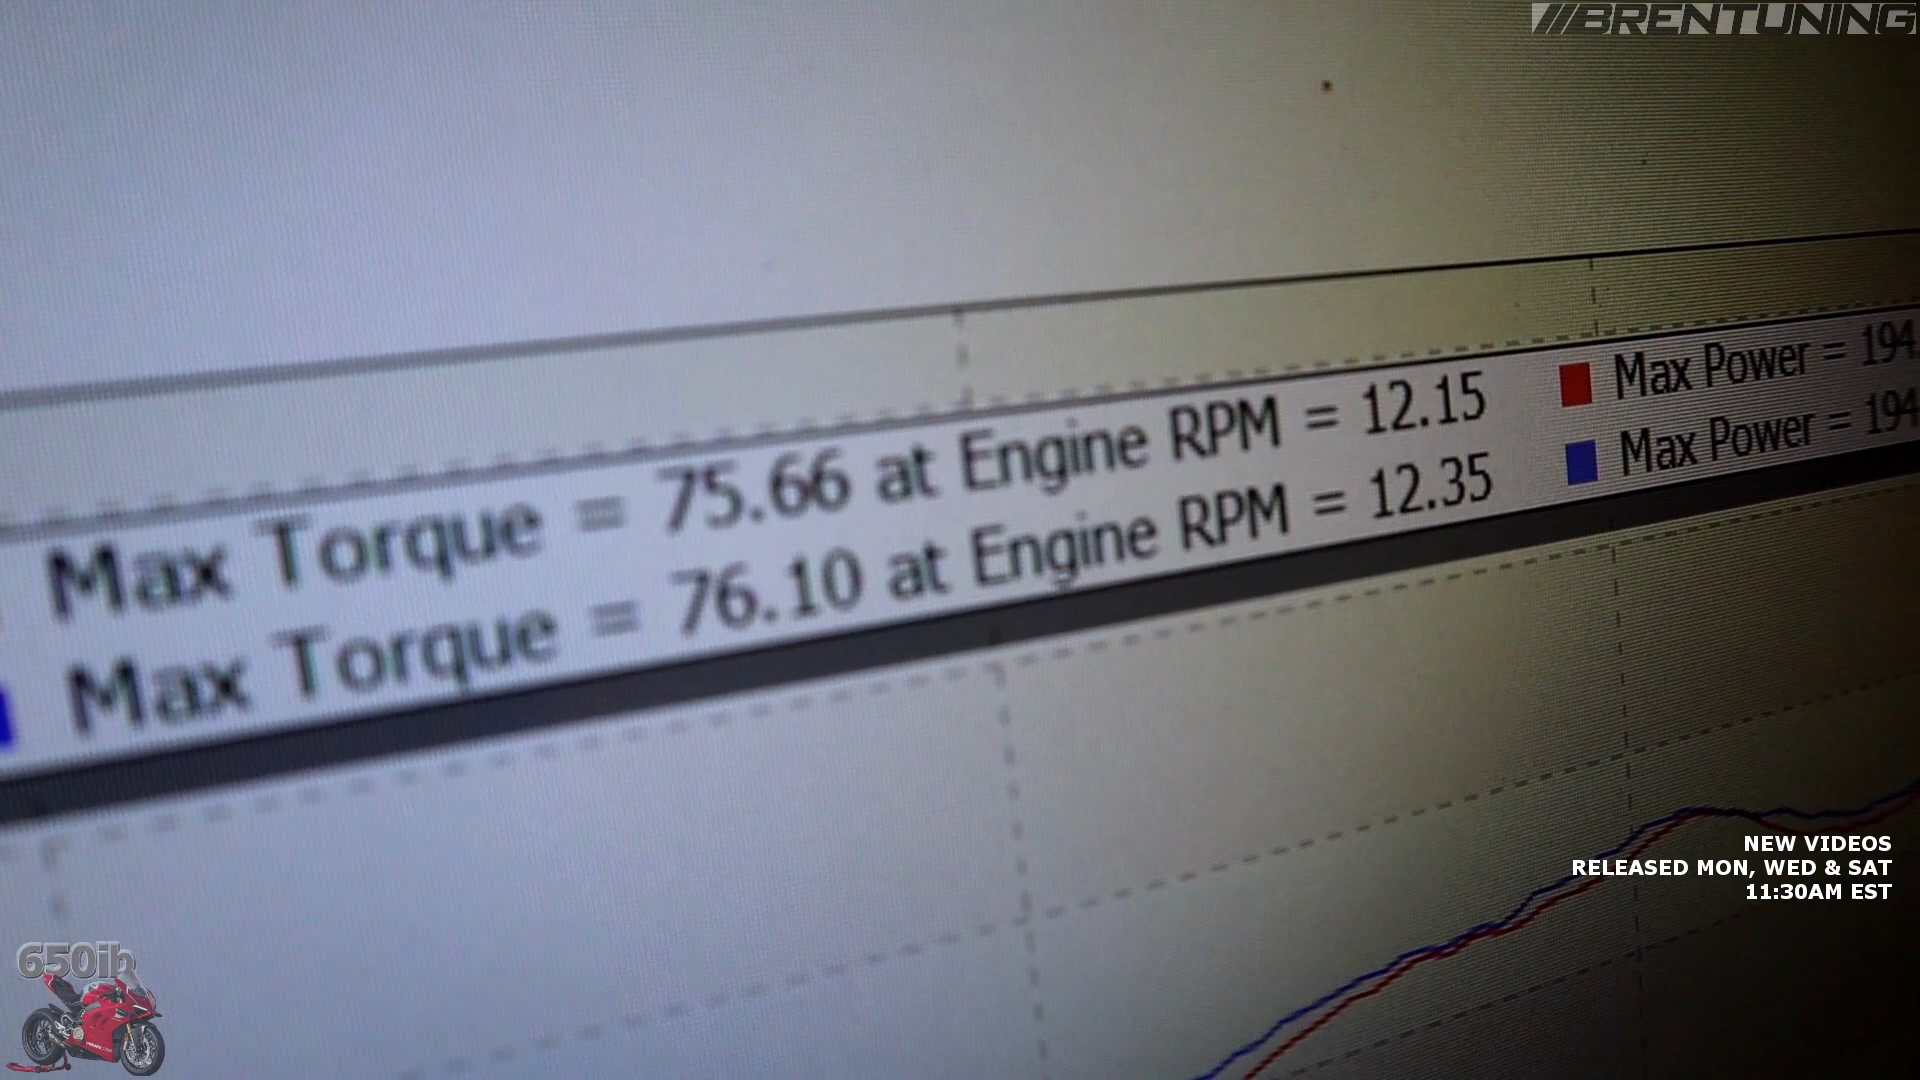 ///BRENTUNING
Max Torque = 75.66 at Engine RPM = 12.15
Max Power = 194.
Max Torque = 76.10 at Engine RPM = 12.35
Max Power = 194
NEW VIDEOS
RELEASED MON, WED & SAT
11:30AM EST
650ib